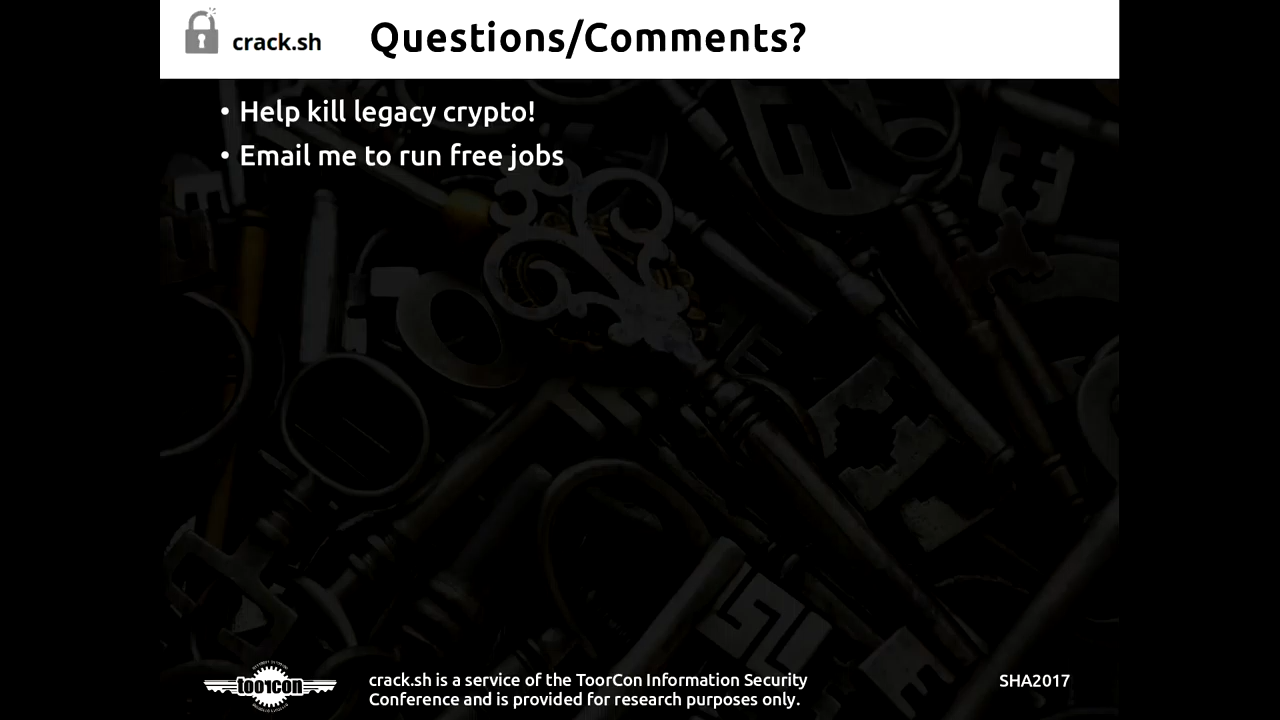 crack.sh
Questions/Comments?
• Help kill legacy crypto!
• Email me to run free jobs
toorcon
crack.sh is a service of the ToorCon Information Security
Conference and is provided for research purposes only.
SHA2017